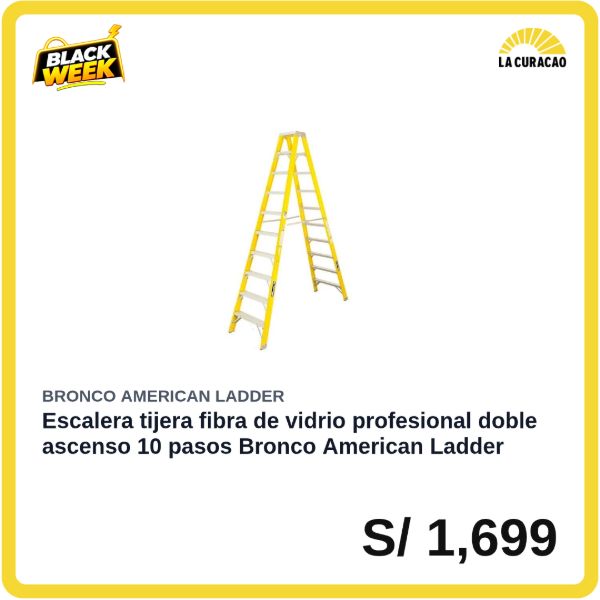 BLACK
WEEK
LA CURACAO
BRONCO AMERICAN LADDER
Escalera tijera fibra de vidrio profesional doble
ascenso 10 pasos Bronco American Ladder
S/ 1,699